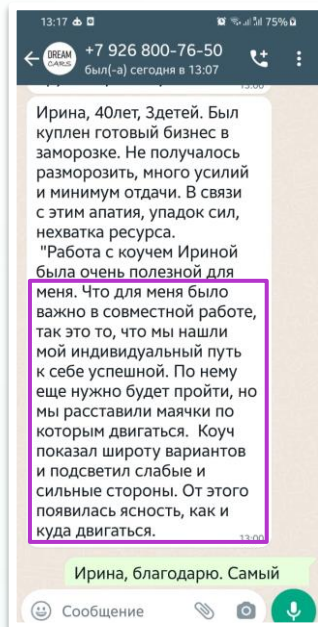 13:17
75%
DREAM
CARS
+7 926 800-76-50
был(-а) сегодня в 13:07
13:00
Ирина, 40лет, 3детей. Был
куплен готовый бизнес в
заморозке. Не получалось
разморозить, много усилий
и минимум отдачи. В связи
с этим апатия, упадок сил,
нехватка ресурса.
"Работа с коучем Ириной
была очень полезной для
меня. Что для меня было
важно в совместной работе,
так это то, что мы нашли
мой индивидуальный путь
к себе успешной. По нему
еще нужно будет пройти, но
мы расставили маячки по
которым двигаться. Коуч
показал широту вариантов
и подсветил слабые и
сильные стороны. От этого
появилась ясность, как и
куда двигаться.
13:00
Ирина, благодарю. Самый
Сообщение